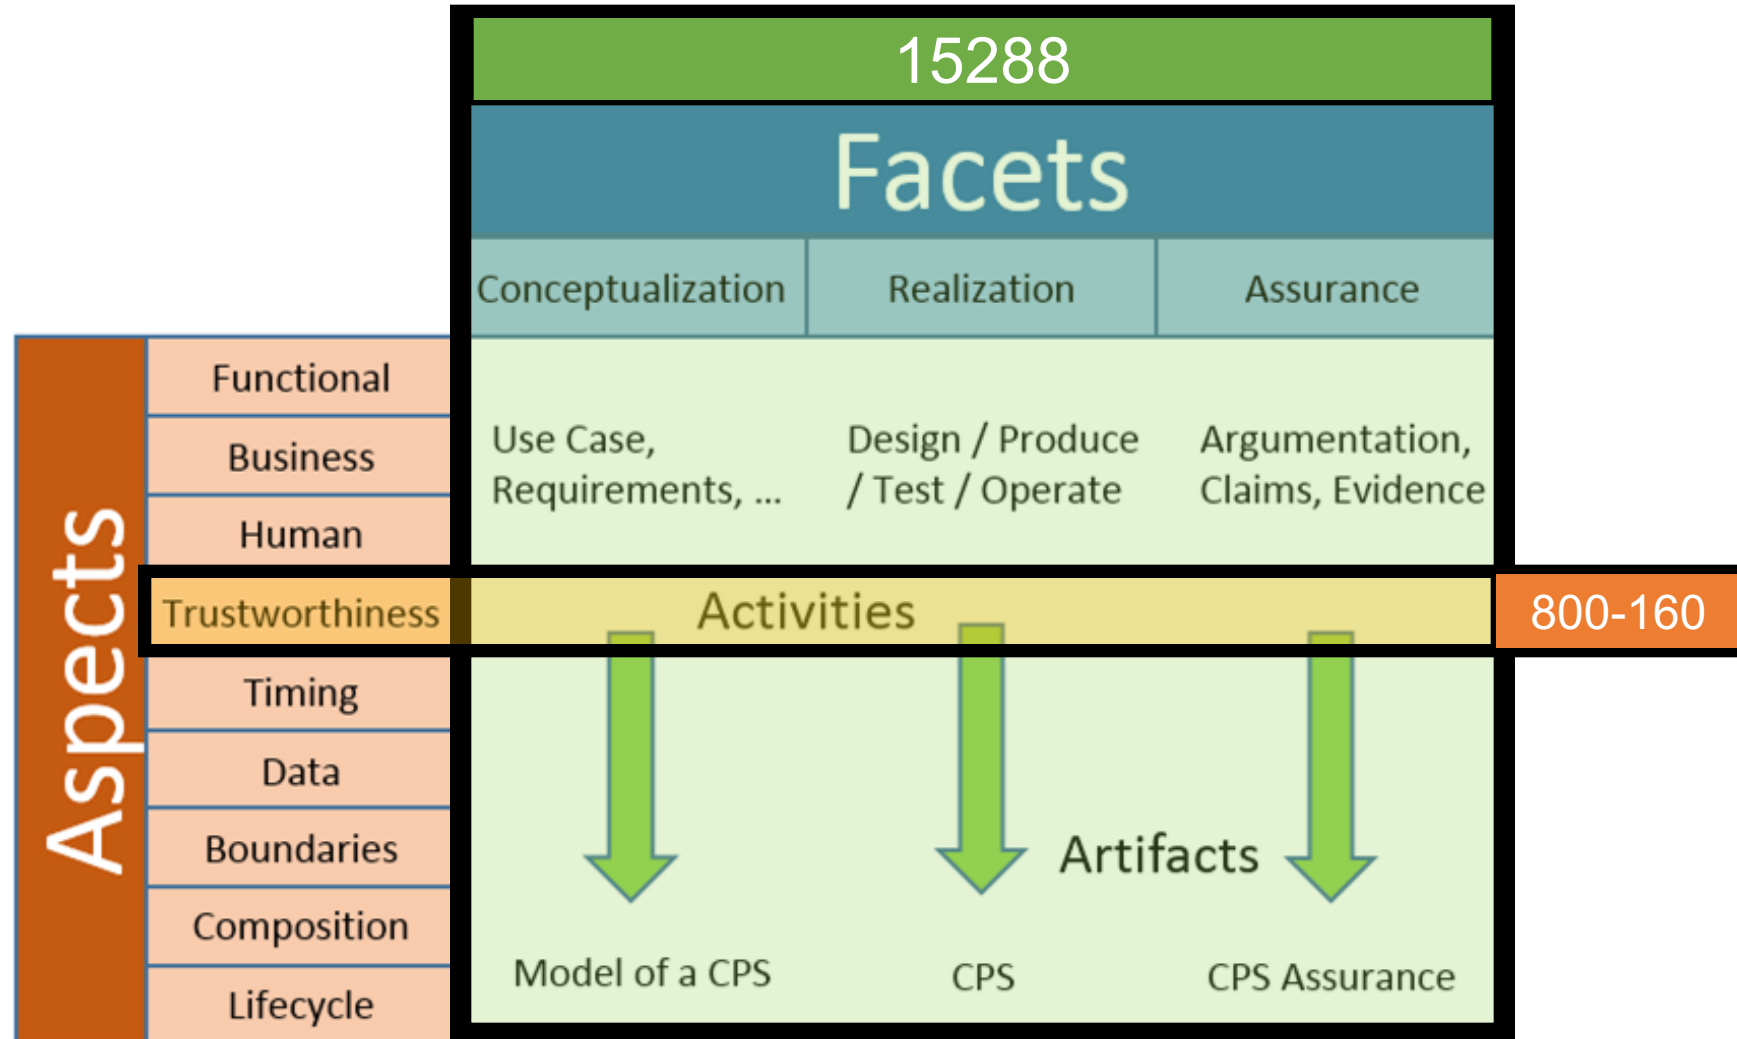 15288
Facets
Conceptualization
Realization
Assurance
Aspects
Functional
Business
Human
Trustworthiness
Timing
Data
Boundaries
Composition
Lifecycle
Use Case,
Requirements, ...
Design / Produce
/ Test / Operate
Argumentation,
Claims, Evidence
Activities
800-160
Artifacts
Model of a CPS
CPS
CPS Assurance